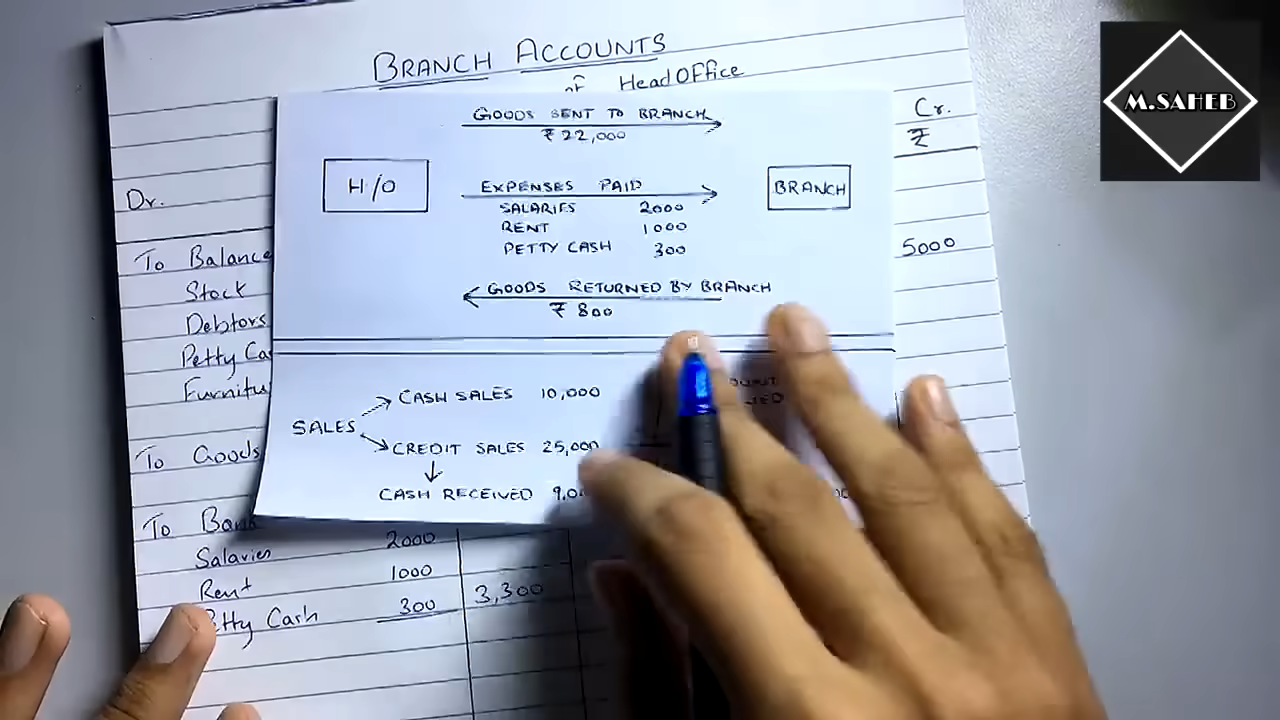 BRANCH ACCOUNTS
of Head Office
M.SAHEB
Dr.
Cr.
₹
To Balance
Stock
Debtors
Petty Ca
Furnitu
To Goods
To Bank
Salaries 2000
Rent 1000
Petty Cash 300 3,300
5000
GOODS SENT TO BRANCH
₹22,000
H/O
BRANCH
EXPENSES PAID
SALARIES 2000
RENT 1000
PETTY CASH 300
GOODS RETURNED BY BRANCH
₹ 800
SALES
CASH SALES 10,000
CREDIT SALES 25,000
CASH RECEIVED